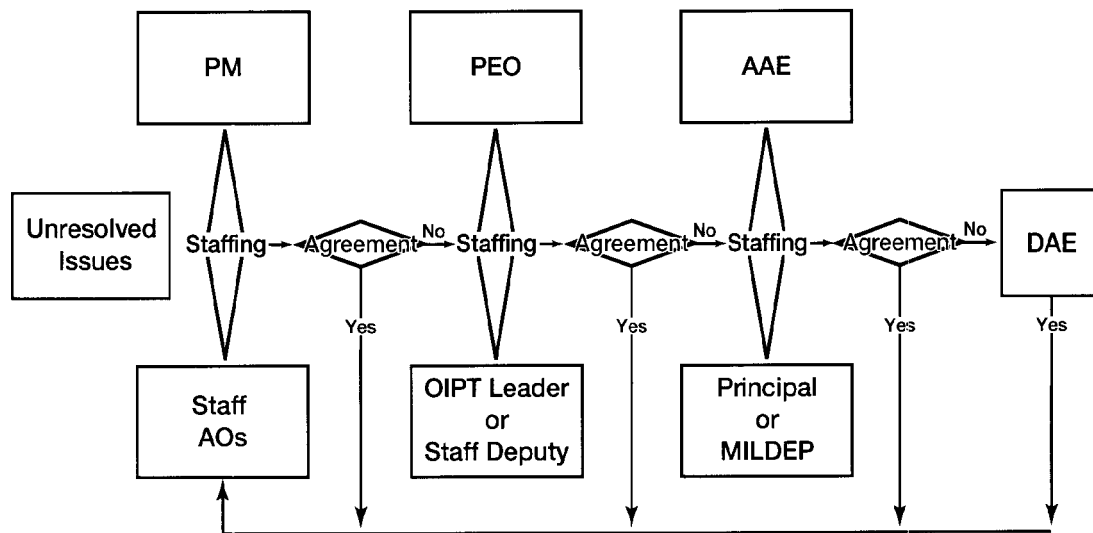 PM
PEO
AAE
Unresolved
Issues
Staffing
Agreement
No
Staffing
Agreement
No
Staffing
Agreement
No
DAE
Yes
Yes
Yes
Yes
Staff
AOs
OIPT Leader
or
Staff Deputy
Principal
or
MILDEP